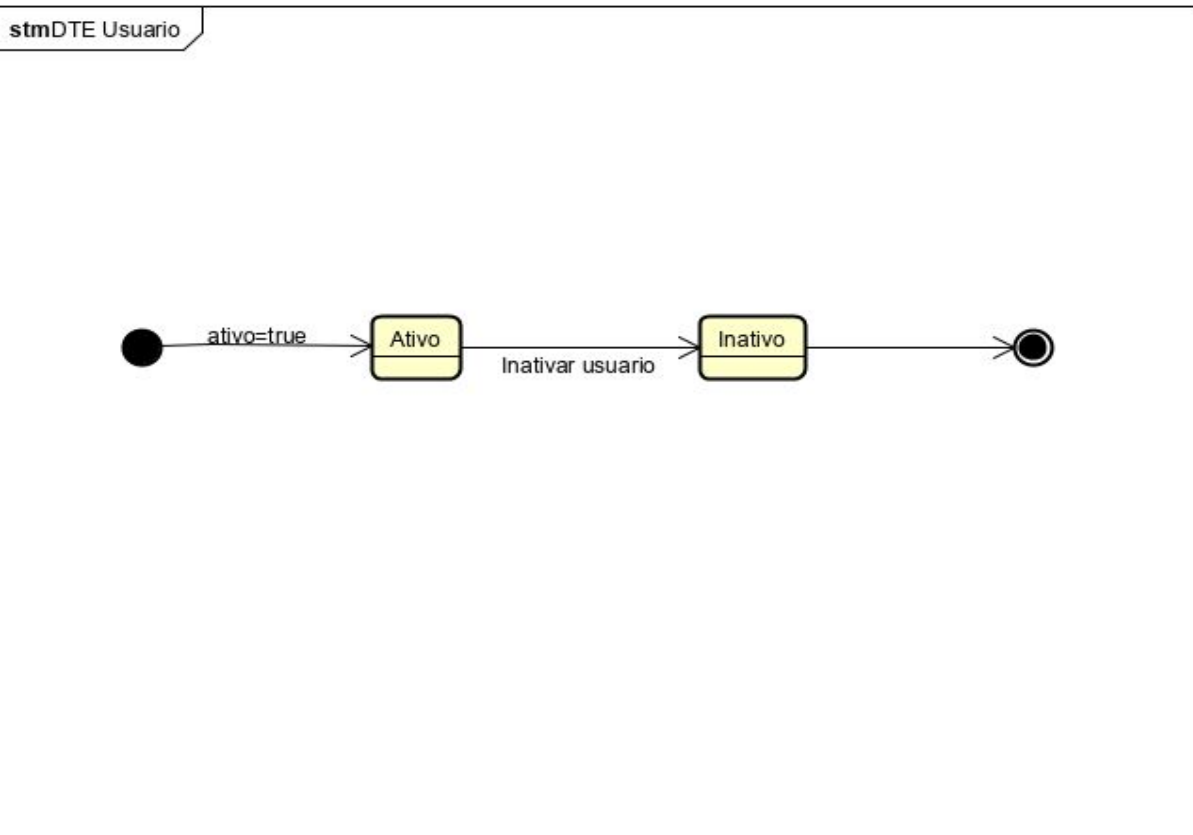 stmDTE Usuario
ativo=true
Ativo
Inativar usuario
Inativo